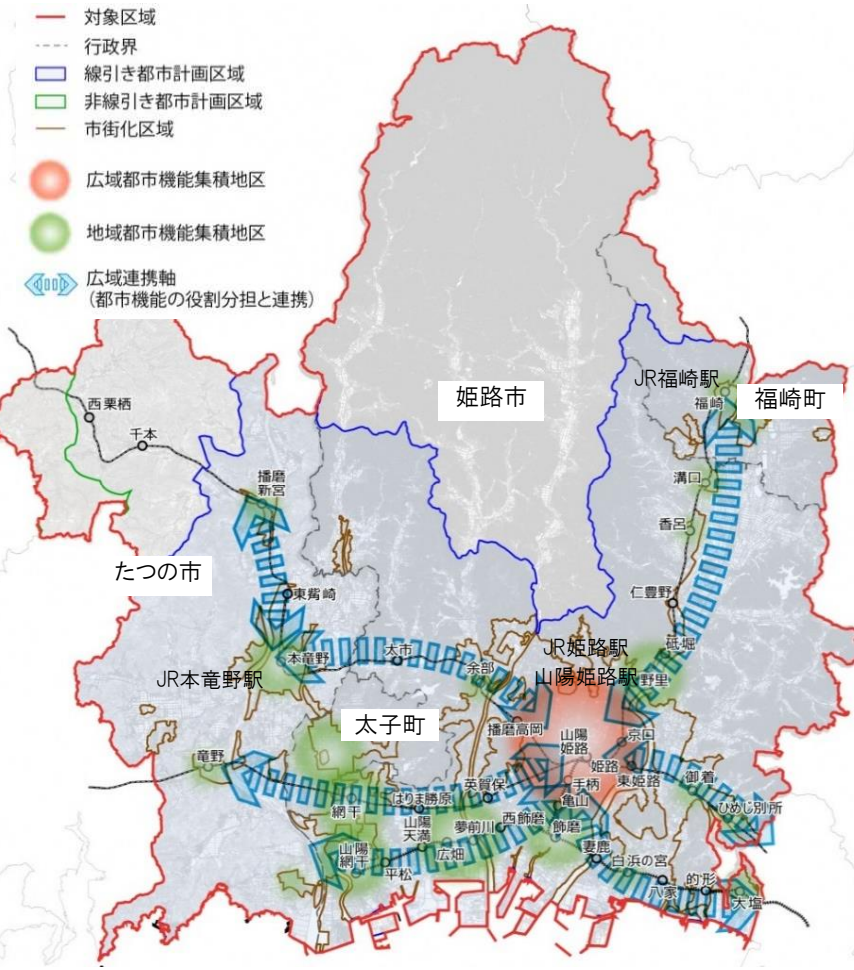 対象区域
行政界
線引き都市計画区域
非線引き都市計画区域
市街化区域
広域都市機能集積地区
地域都市機能集積地区
広域連携軸
(都市機能の役割分担と連携)
姫路市
JR福崎駅
福崎
福崎町
西栗栖
千本
溝口
播磨
新宮
香呂
たつの市
東觜崎
仁豊野
砥堀
本竜野
太市
余部
JR姫路駅
山陽姫路駅
野里
JR本竜野駅
太子町
播磨高岡
山陽
姫路
京口
竜野
姫路
東姫路
御着
ひめじ別所
網干
はりま勝原
英賀保
手柄
亀山
山陽
天満
夢前川
西飾磨
飾磨
山陽
網干
広畑
平松
妻鹿
白浜の宮
八家
的形
大塩